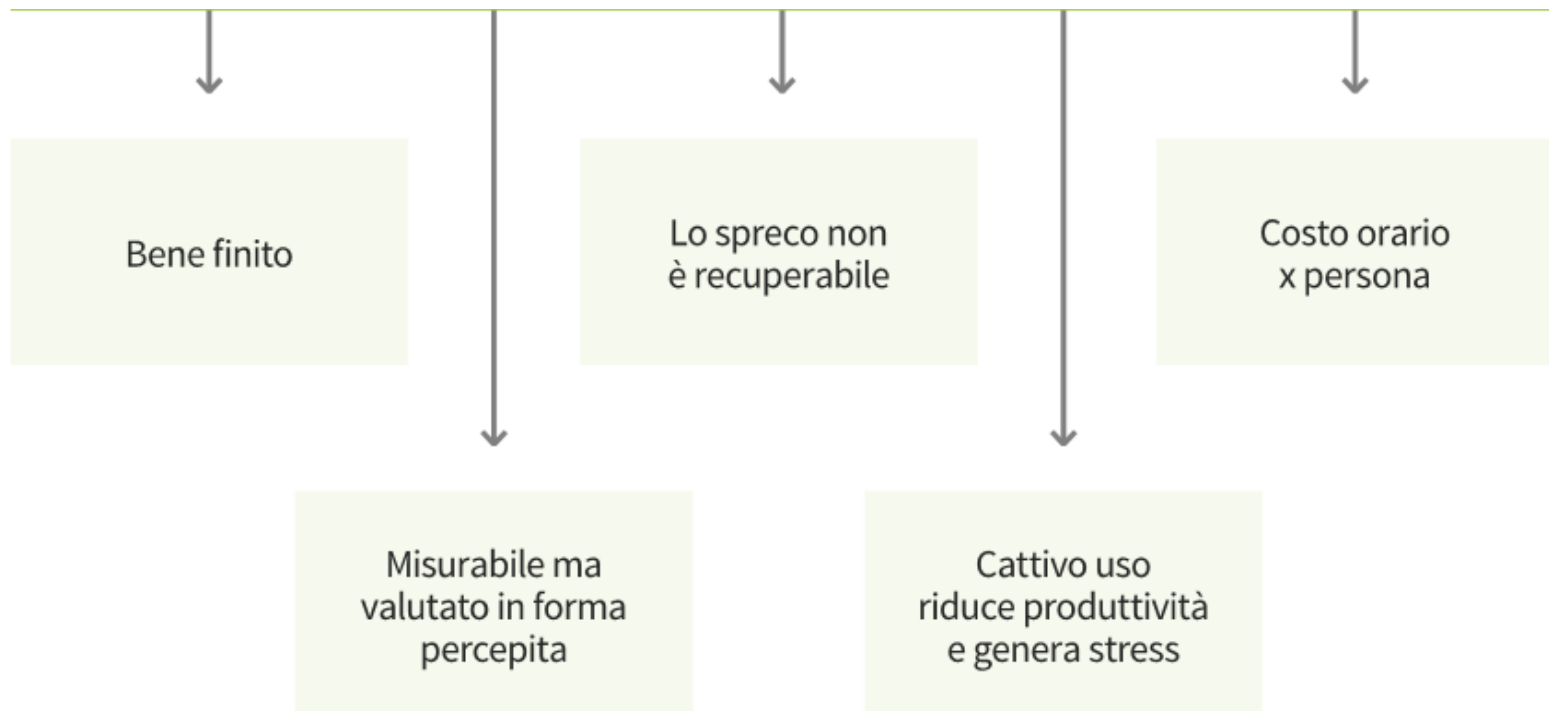 Bene finito
Lo spreco non
è recuperabile
Costo orario
x persona
Misurabile ma
valutato in forma
percepita
Cattivo uso
riduce produttività
e genera stress